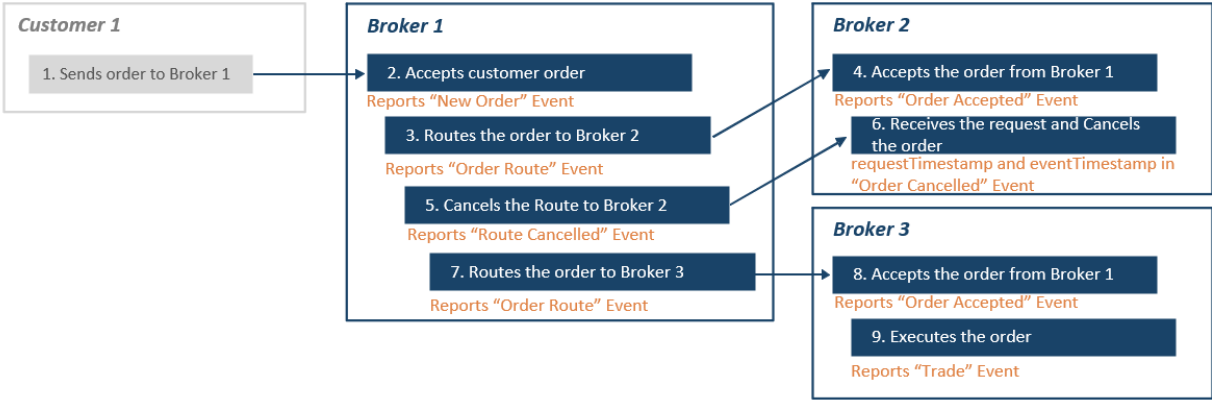 Customer 1
1. Sends order to Broker 1
Broker 1
2. Accepts customer order
Reports “New Order” Event
3. Routes the order to Broker 2
Reports “Order Route” Event
5. Cancels the Route to Broker 2
Reports “Route Cancelled” Event
7. Routes the order to Broker 3
Reports “Order Route” Event
Broker 2
4. Accepts the order from Broker 1
Reports “Order Accepted” Event
6. Receives the request and Cancels
the order
requestTimestamp and eventTimestamp in
“Order Cancelled” Event
Broker 3
8. Accepts the order from Broker 1
Reports “Order Accepted” Event
9. Executes the order
Reports “Trade” Event